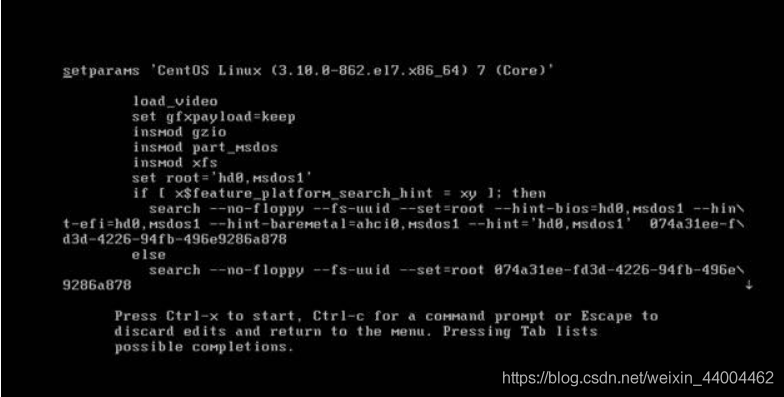 setparams 'CentOS Linux (3.10.0-862.el7.x86_64) 7 (Core)'
load_video
set gfxpayload=keep
insmod gzio
insmod part_msdos
insmod xfs
set root='hd0,msdos1'
if [ x$feature_platform_search_hint = xy ]; then
search --no-floppy --fs-uuid --set=root --hint-bios=hd0,msdos1 --hin\
t-efi=hd0,msdos1 --hint-baremetal=ahci0,msdos1 --hint='hd0,msdos1'  074a31ee-f\
d3d-4226-94fb-496e9286a878
else
search --no-floppy --fs-uuid --set=root 074a31ee-fd3d-4226-94fb-496e\
9286a878 ↓
Press Ctrl-x to start, Ctrl-c for a command prompt or Escape to
discard edits and return to the menu. Pressing Tab lists
possible completions.
https://blog.csdn.net/weixin_44004462